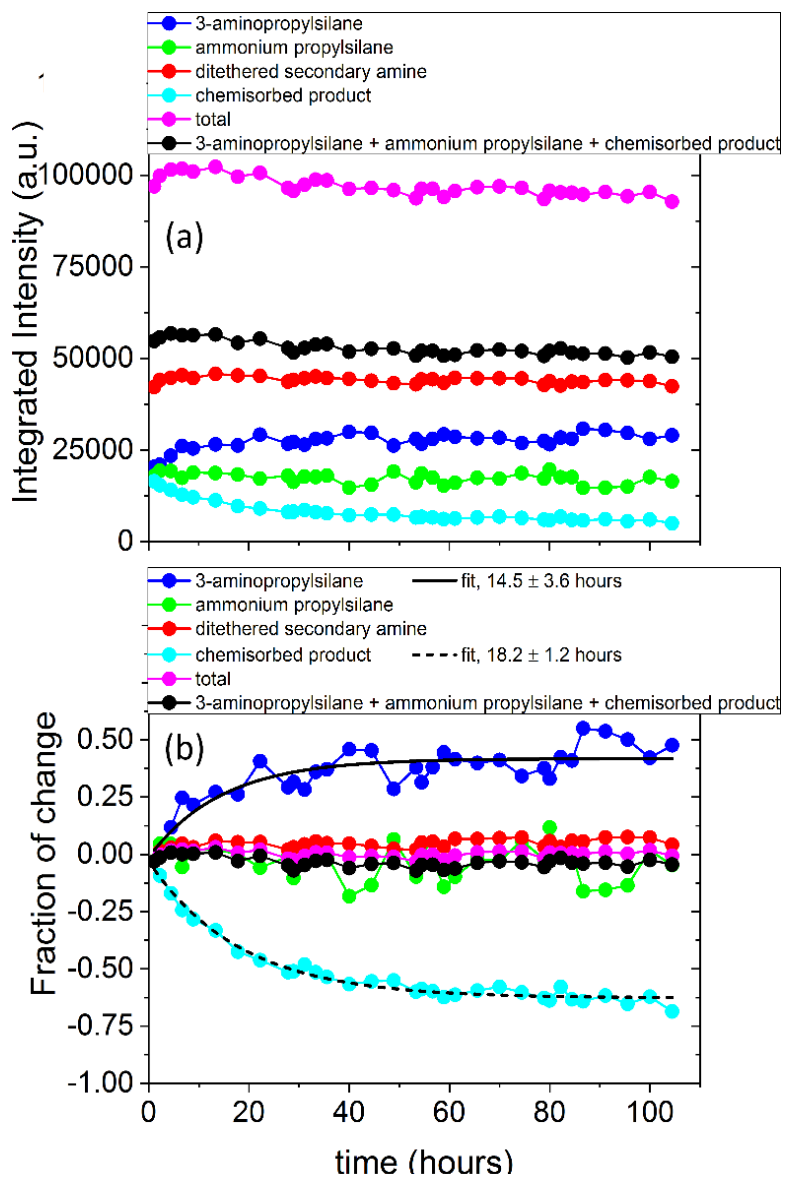 3-aminopropylsilane
ammonium propylsilane
ditethered secondary amine
chemisorbed product
total
3-aminopropylsilane + ammonium propylsilane + chemisorbed product
Integrated Intensity (a.u.)
100000
75000
50000
25000
0
(a)
3-aminopropylsilane fit, 14.5 ± 3.6 hours
ammonium propylsilane
ditethered secondary amine
chemisorbed product fit, 18.2 ± 1.2 hours
total
3-aminopropylsilane + ammonium propylsilane + chemisorbed product
Fraction of change
0.50
0.25
0.00
-0.25
-0.50
-0.75
-1.00
(b)
0 20 40 60 80 100
time (hours)